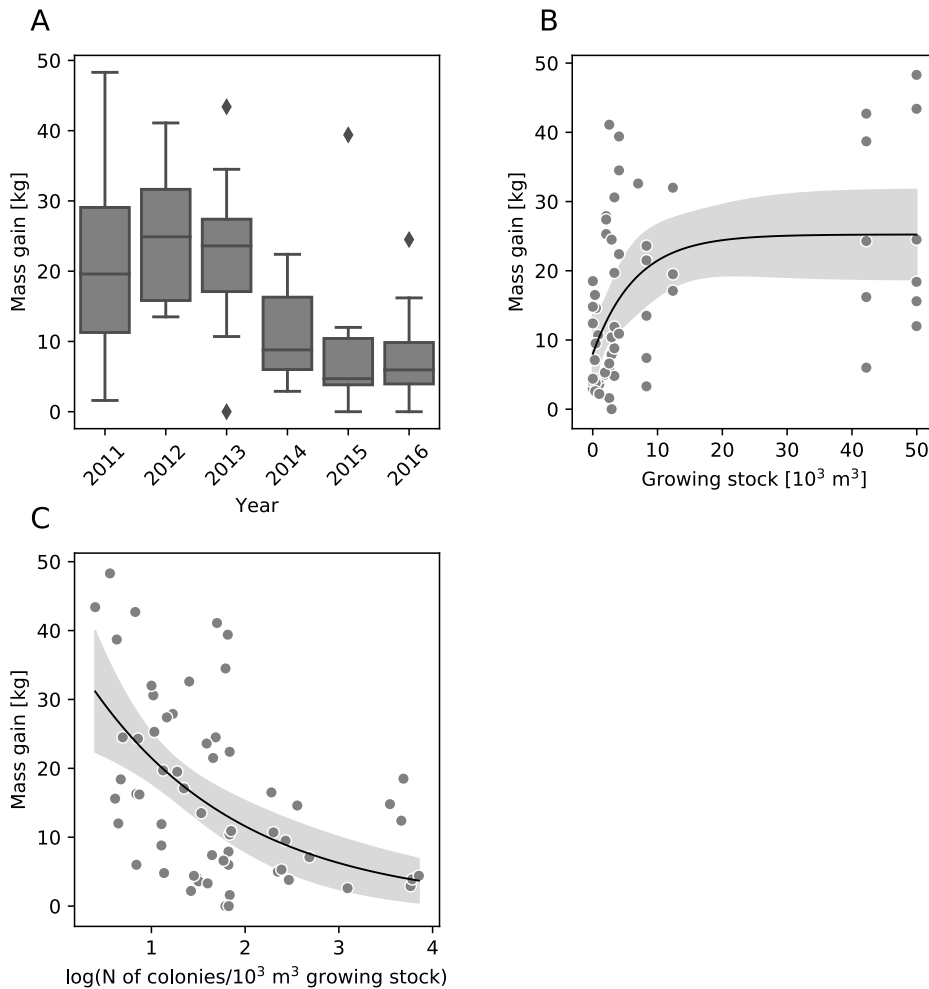 A
Mass gain [kg]
50
40
30
20
10
0
2011 2012 2013 2014 2015 2016
Year
B
Mass gain [kg]
50
40
30
20
10
0
0 10 20 30 40 50
Growing stock [10³ m³]
C
Mass gain [kg]
50
40
30
20
10
0
1 2 3 4
log(N of colonies/10³ m³ growing stock)